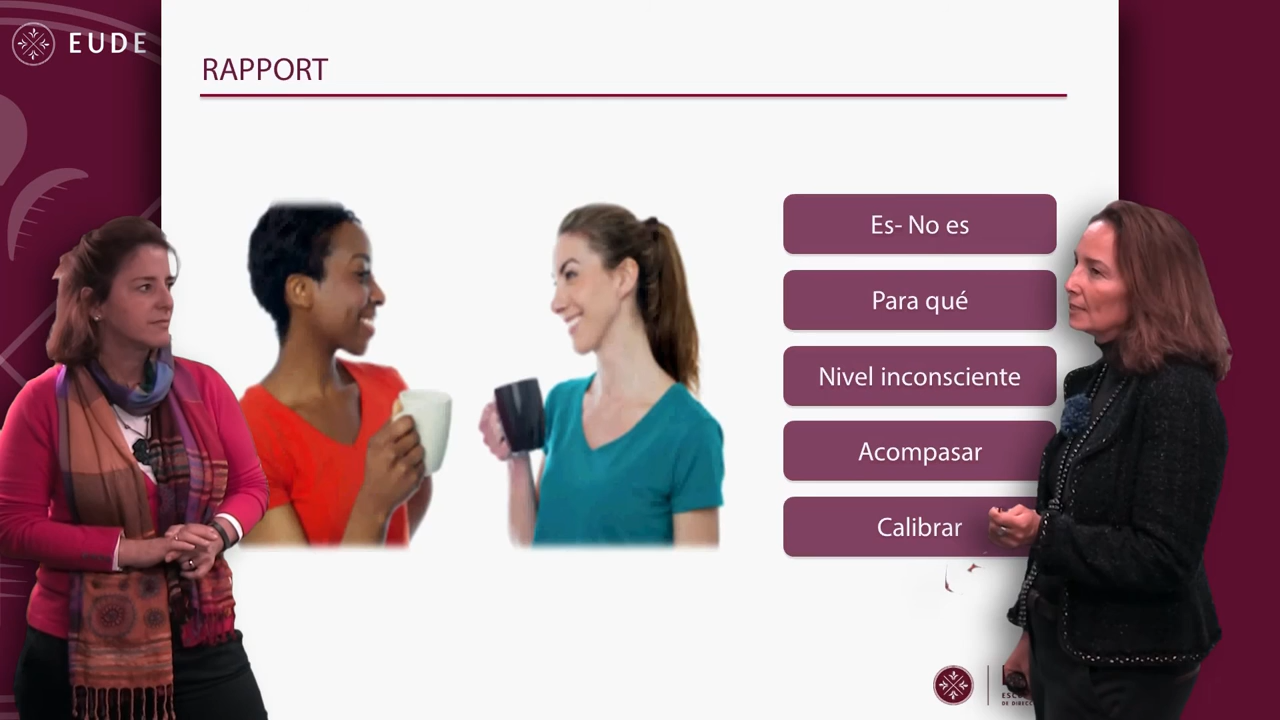 EUDE
RAPPORT
Es- No es
Para qué
Nivel inconsciente
Acompasar
Calibrar